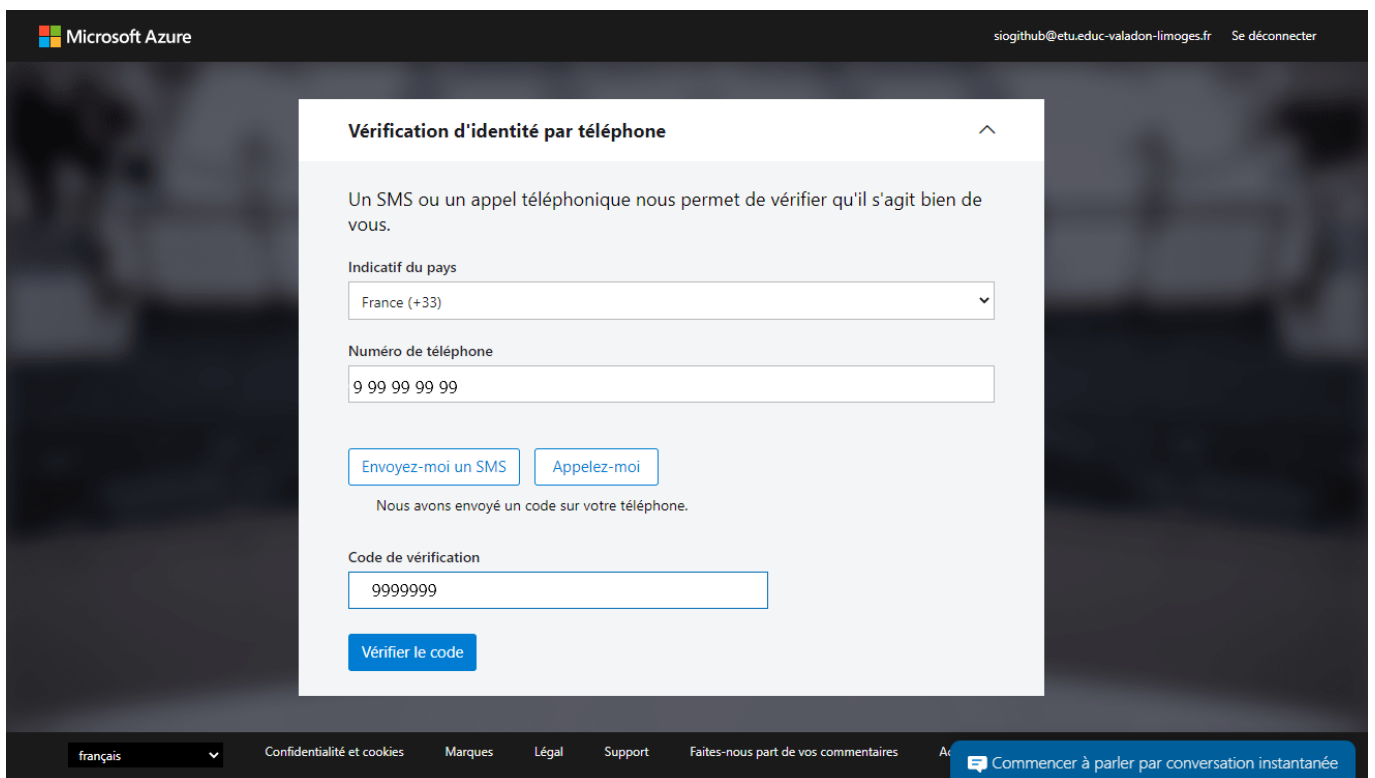 Microsoft Azure
siogithub@etu.educ-valadon-limoges.fr Se déconnecter
Vérification d'identité par téléphone
Un SMS ou un appel téléphonique nous permet de vérifier qu'il s'agit bien de
vous.
Indicatif du pays
France (+33)
Numéro de téléphone
9 99 99 99 99
Envoyez-moi un SMS Appelez-moi
Nous avons envoyé un code sur votre téléphone.
Code de vérification
9999999
Vérifier le code
français Confidentialité et cookies Marques Légal Support Faites-nous part de vos commentaires
Commencer à parler par conversation instantanée